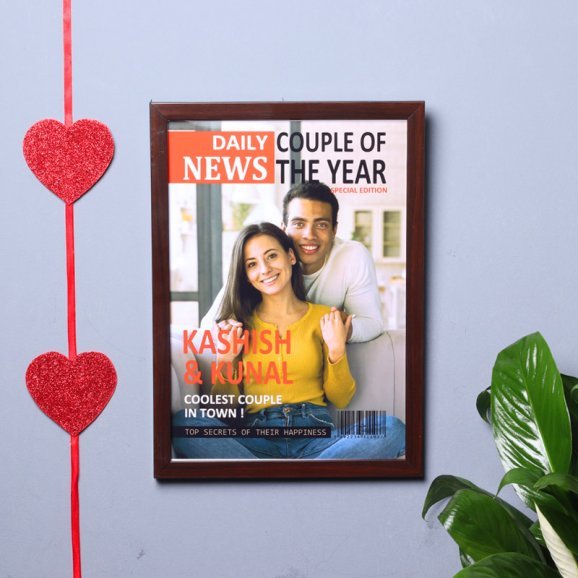 DAILY
NEWS
COUPLE OF
THE YEAR
SPECIAL EDITION
KASHISH
& KUNAL
COOLEST COUPLE
IN TOWN !
TOP SECRETS OF THEIR HAPPINESS